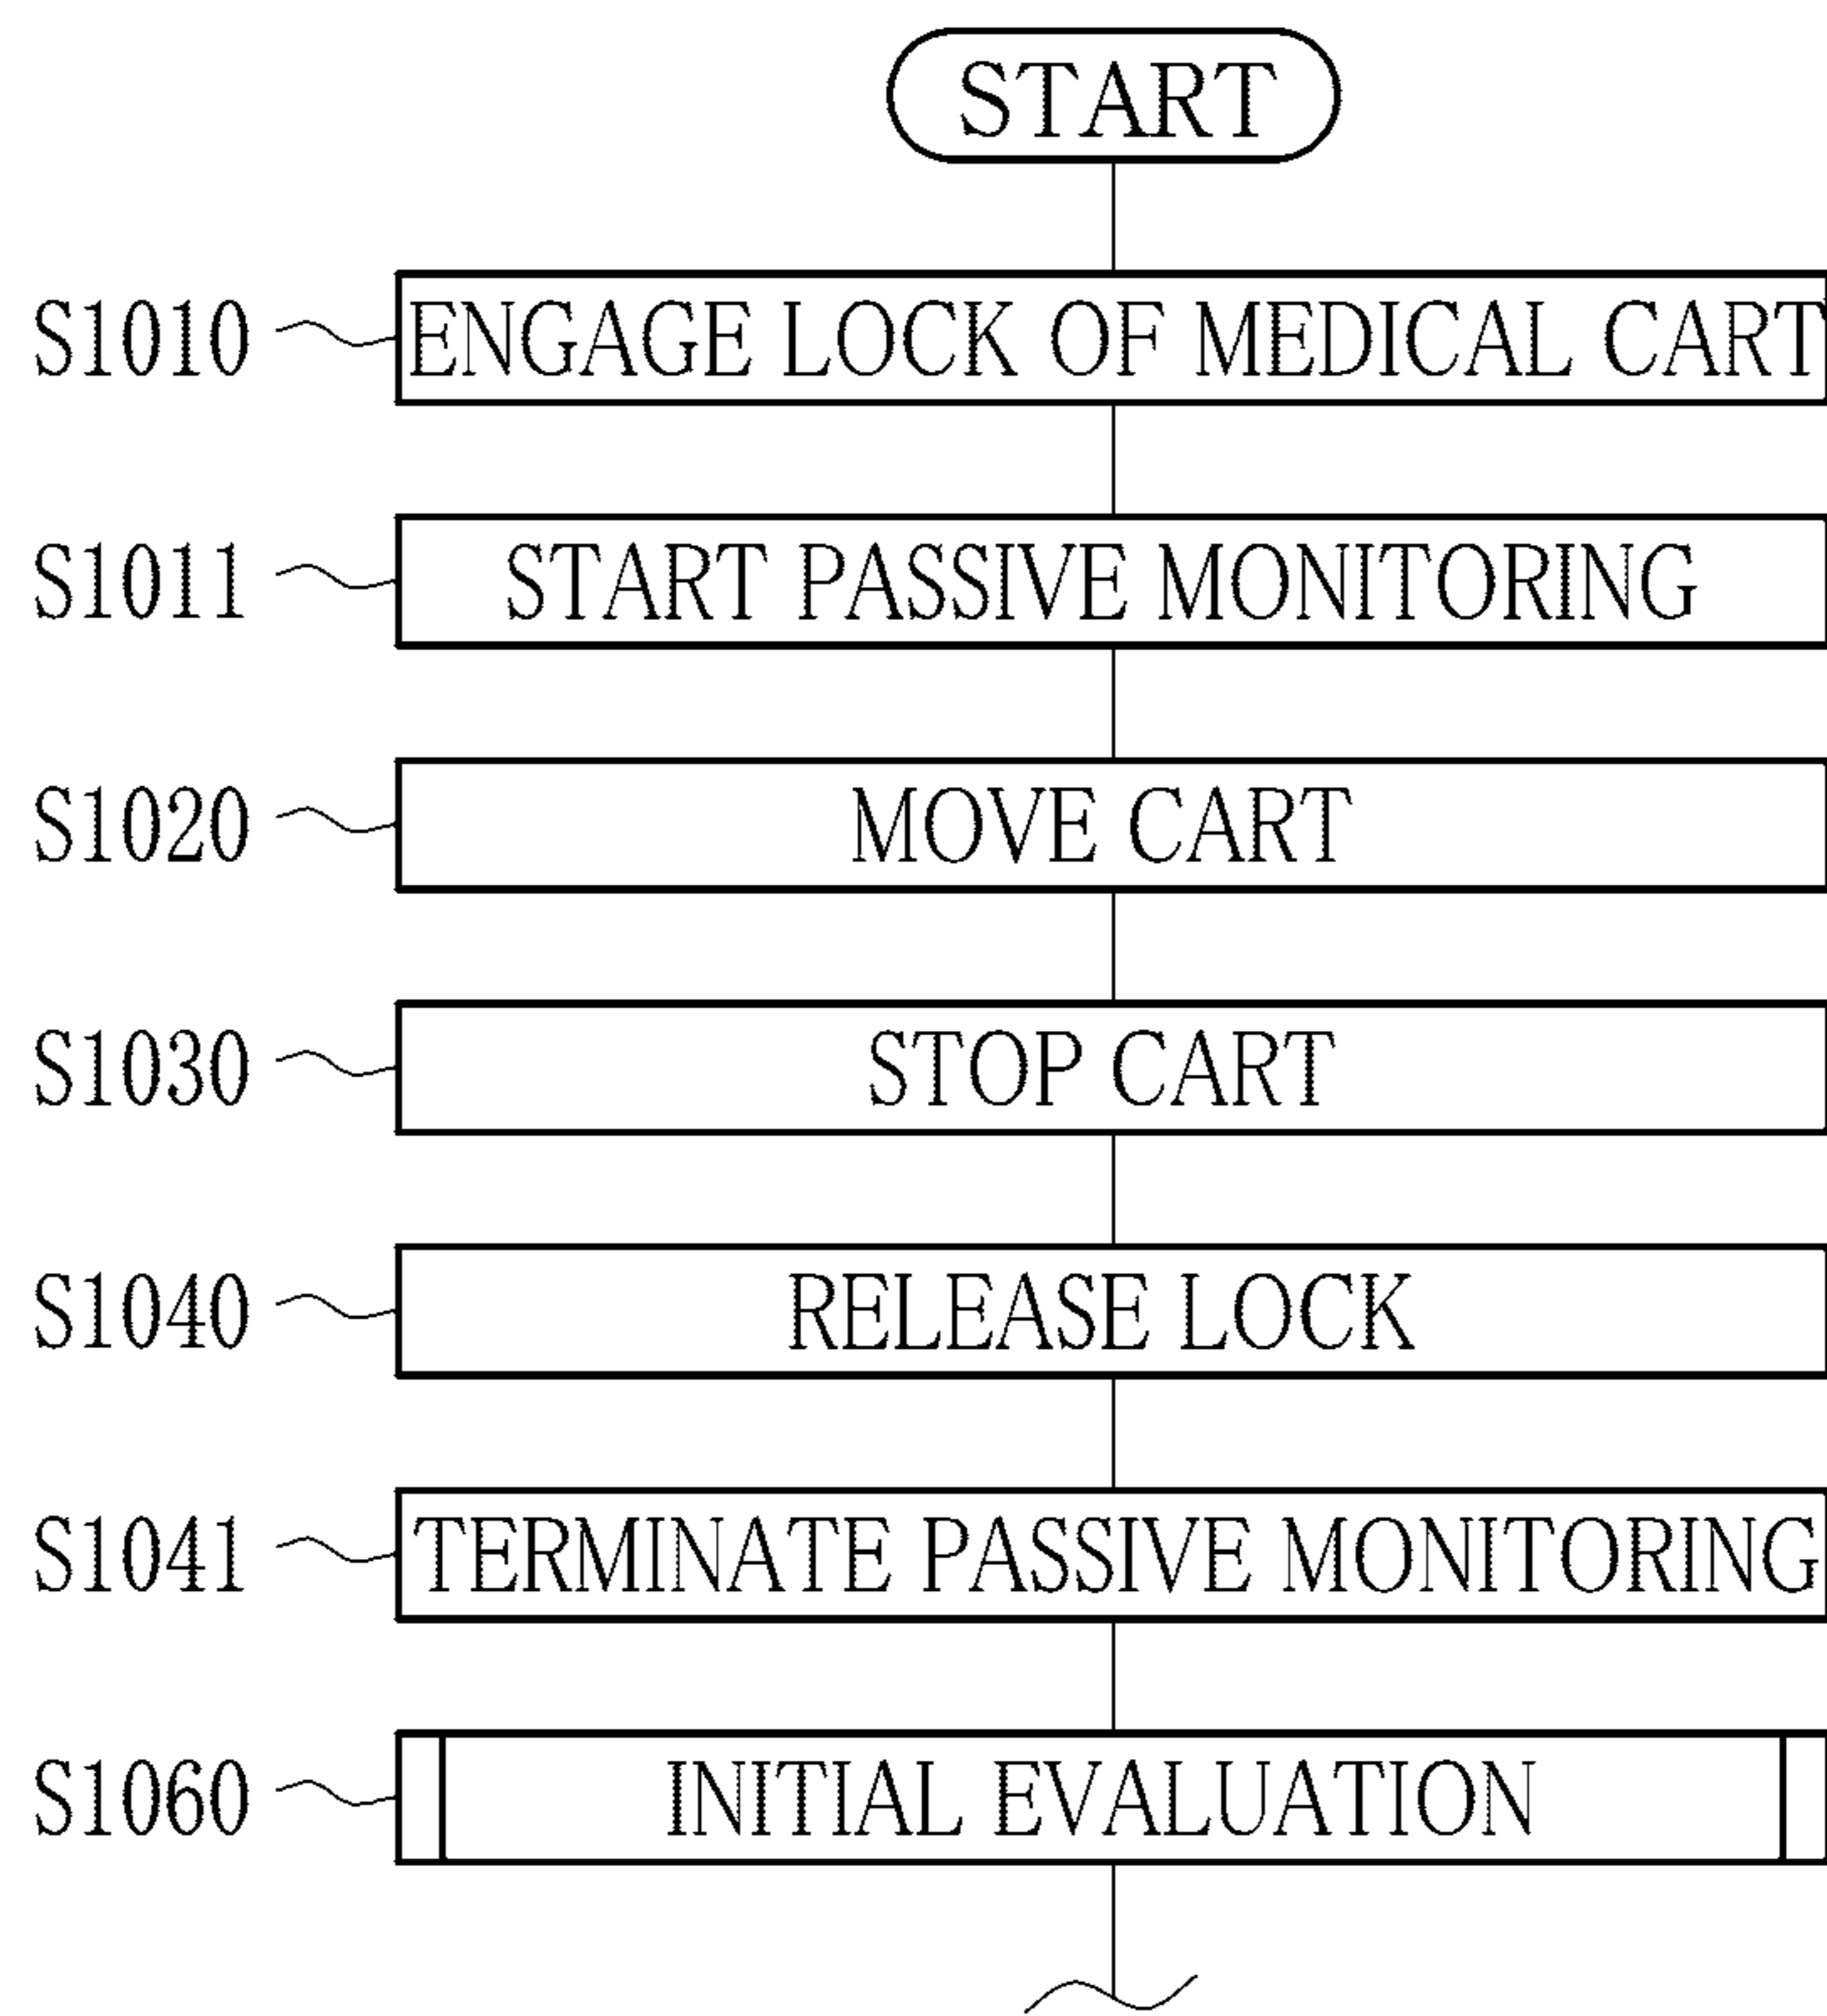 START
S1010 ENGAGE LOCK OF MEDICAL CART
S1011 START PASSIVE MONITORING
S1020 MOVE CART
S1030 STOP CART
S1040 RELEASE LOCK
S1041 TERMINATE PASSIVE MONITORING
S1060 INITIAL EVALUATION